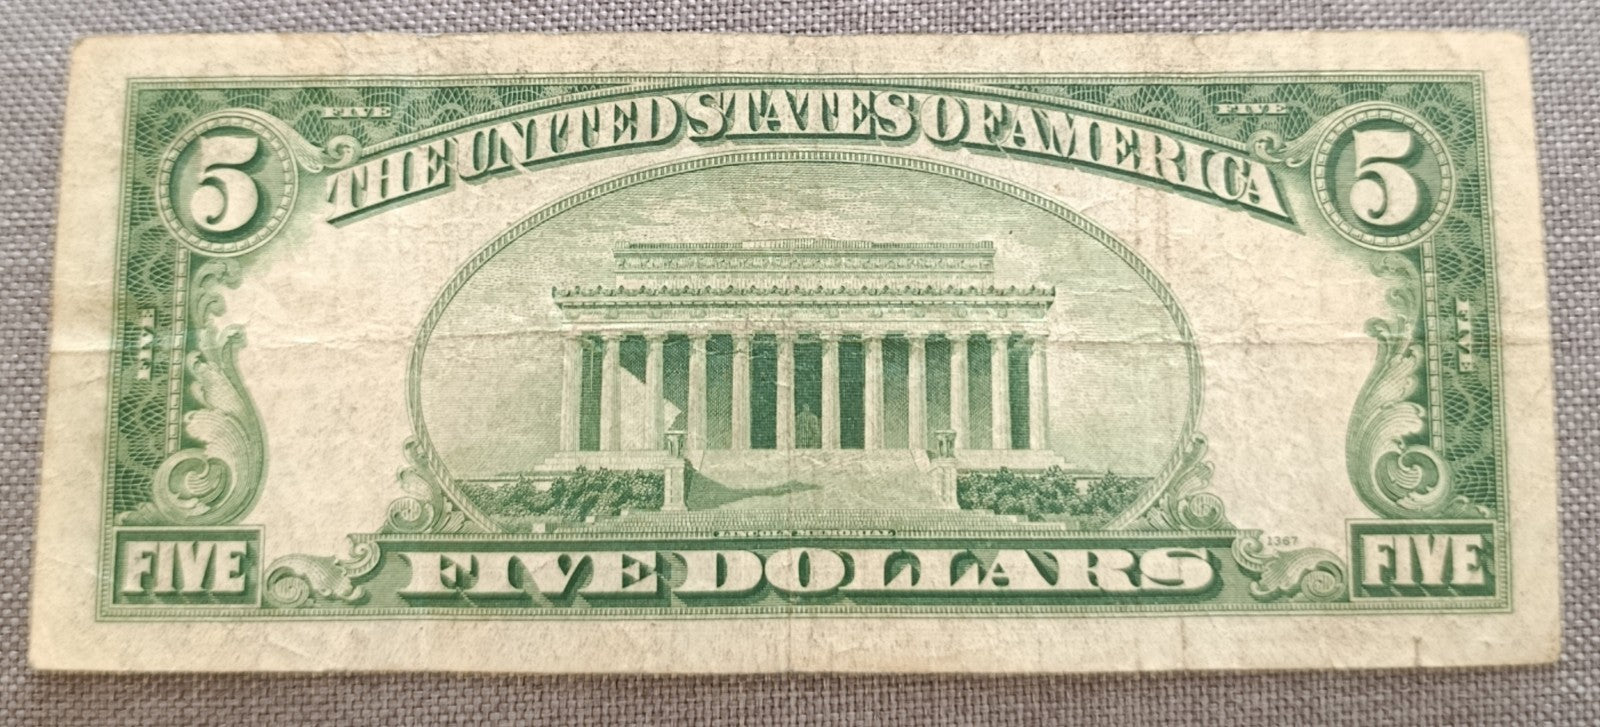 FIVE FIVE
5 THE UNITED STATES OF AMERICA 5
FIVE FIVE
LINCOLN MEMORIAL
1367
FIVE FIVE DOLLARS FIVE